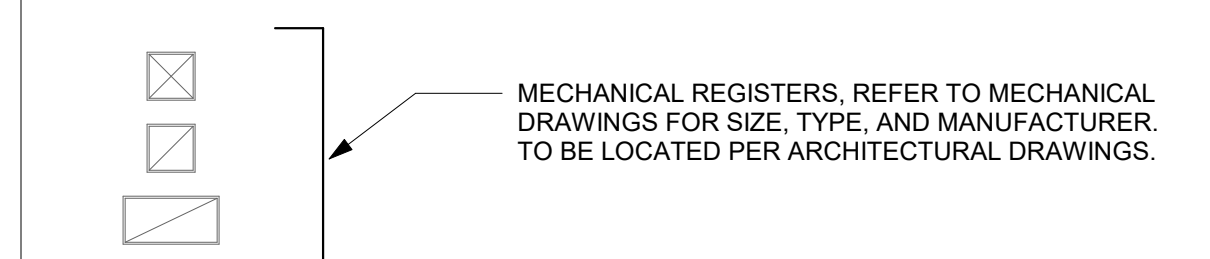 MECHANICAL REGISTERS, REFER TO MECHANICAL
DRAWINGS FOR SIZE, TYPE, AND MANUFACTURER.
TO BE LOCATED PER ARCHITECTURAL DRAWINGS.